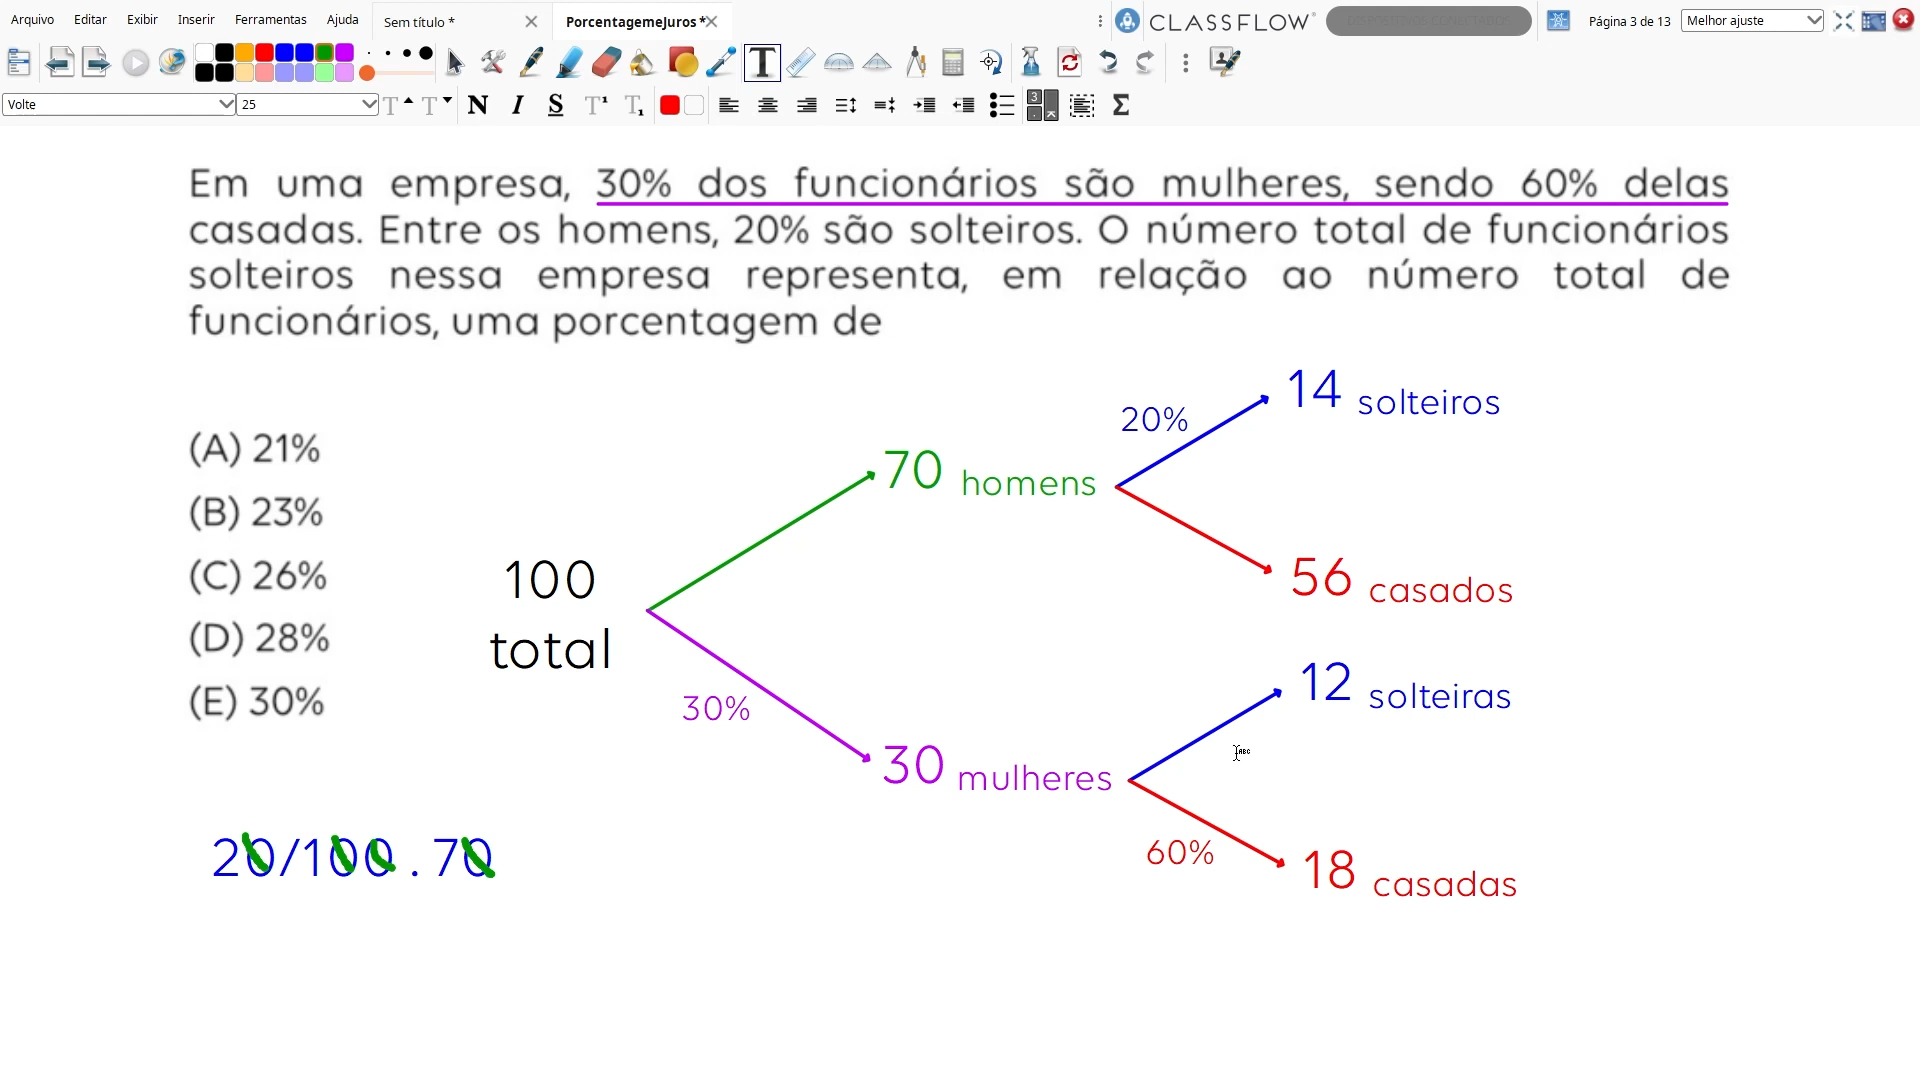 Arquivo Editar Exibir Inserir Ferramentas Ajuda
Sem título *
PorcentagemeJuros *
CLASSFLOW
Página 3 de 13
Melhor ajuste
Volte
25
N I S T¹ T₁
Em uma empresa, 30% dos funcionários são mulheres, sendo 60% delas
casadas. Entre os homens, 20% são solteiros. O número total de funcionários
solteiros nessa empresa representa, em relação ao número total de
funcionários, uma porcentagem de
(A) 21%
(B) 23%
(C) 26%
(D) 28%
(E) 30%
100
total
70 homens
30%
30 mulheres
20%
14 solteiros
56 casados
12 solteiras
60%
18 casadas
20/100 . 70